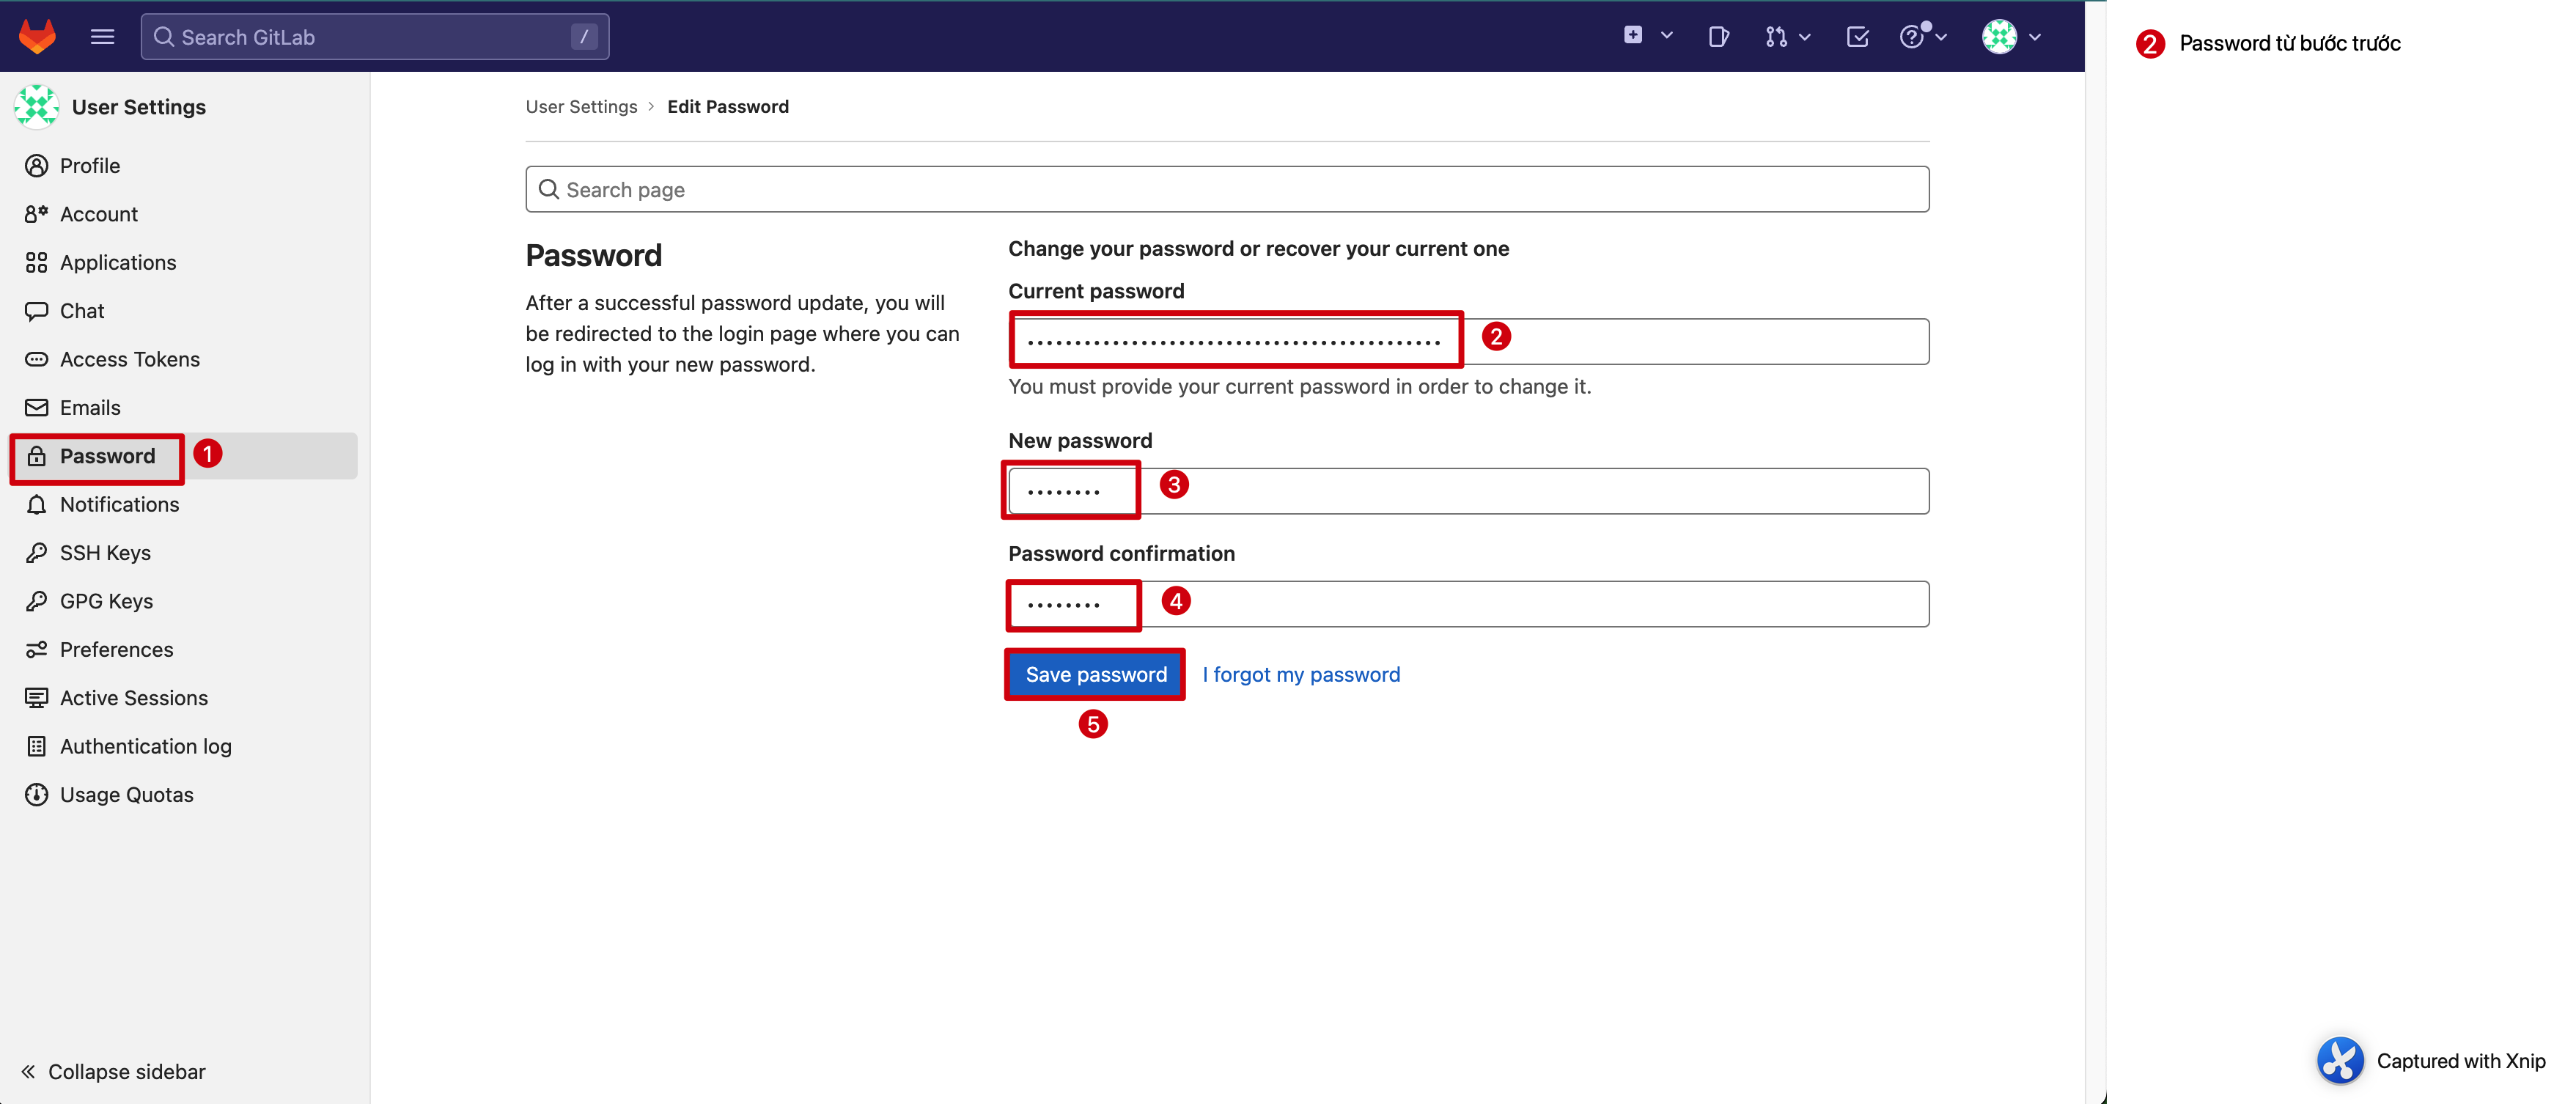 Search GitLab /
User Settings
Profile
Account
Applications
Chat
Access Tokens
Emails
Password 1
Notifications
SSH Keys
GPG Keys
Preferences
Active Sessions
Authentication log
Usage Quotas
Collapse sidebar
User Settings › Edit Password
Search page
Password
After a successful password update, you will
be redirected to the login page where you can
log in with your new password.
Change your password or recover your current one
Current password
2
You must provide your current password in order to change it.
New password
3
Password confirmation
4
Save password I forgot my password
5
2 Password từ bước trước
Captured with Xnip